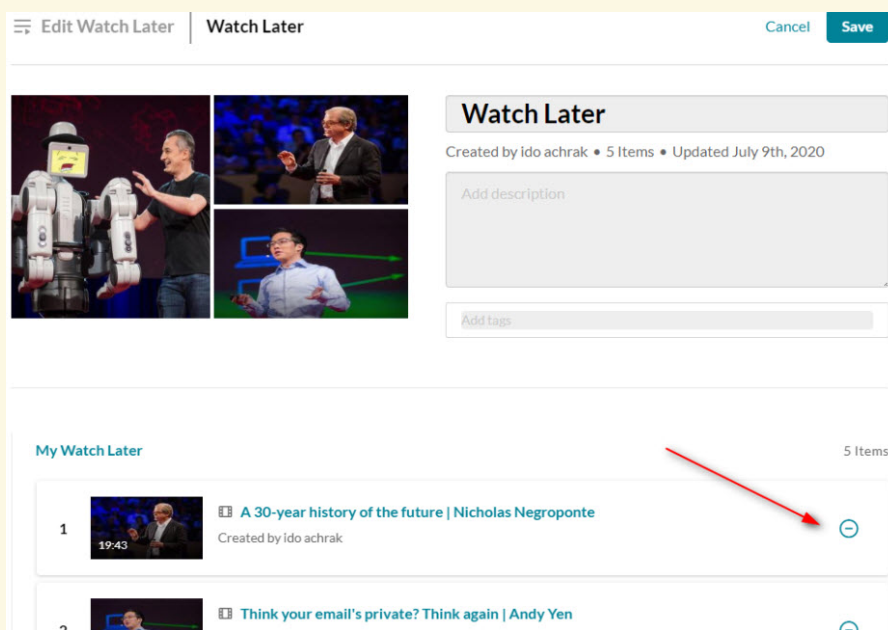 Edit Watch Later Watch Later Cancel Save
Watch Later
Created by ido achrak • 5 Items • Updated July 9th, 2020
Add description
Add tags
My Watch Later 5 Items
1 A 30-year history of the future | Nicholas Negroponte
19:43 Created by ido achrak
Think your email's private? Think again | Andy Yen